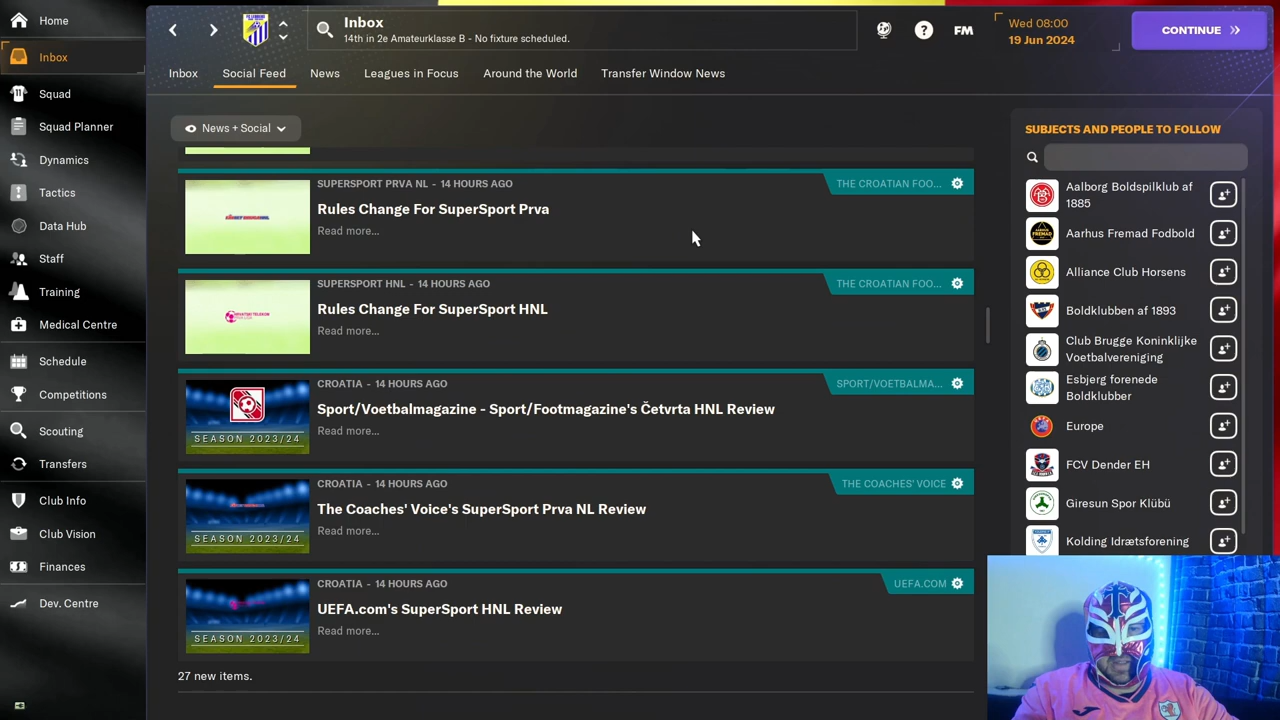 Home
Inbox
Squad
Squad Planner
Dynamics
Tactics
Data Hub
Staff
Training
Medical Centre
Schedule
Competitions
Scouting
Transfers
Club Info
Club Vision
Finances
Dev. Centre
Inbox
14th in 2e Amateurklasse B - No fixture scheduled.
?
FM
Wed 08:00
19 Jun 2024
CONTINUE
Inbox
Social Feed
News
Leagues in Focus
Around the World
Transfer Window News
News + Social
SUPERSPORT PRVA NL - 14 HOURS AGO
THE CROATIAN FOO...
Rules Change For SuperSport Prva
Read more...
SUPERSPORT HNL - 14 HOURS AGO
THE CROATIAN FOO...
Rules Change For SuperSport HNL
Read more...
CROATIA - 14 HOURS AGO
SPORT/VOETBALMA...
Sport/Voetbalmagazine - Sport/Footmagazine's Četvrta HNL Review
Read more...
SEASON 2023/24
CROATIA - 14 HOURS AGO
THE COACHES' VOICE
The Coaches' Voice's SuperSport Prva NL Review
Read more...
SEASON 2023/24
CROATIA - 14 HOURS AGO
UEFA.COM
UEFA.com's SuperSport HNL Review
Read more...
SEASON 2023/24
27 new items.
SUBJECTS AND PEOPLE TO FOLLOW
Aalborg Boldspilklub af
1885
Aarhus Fremad Fodbold
Alliance Club Horsens
Boldklubben af 1893
Club Brugge Koninklijke
Voetbalvereniging
Esbjerg forenede
Boldklubber
Europe
FCV Dender EH
Giresun Spor Klübü
Kolding Idrætsforening